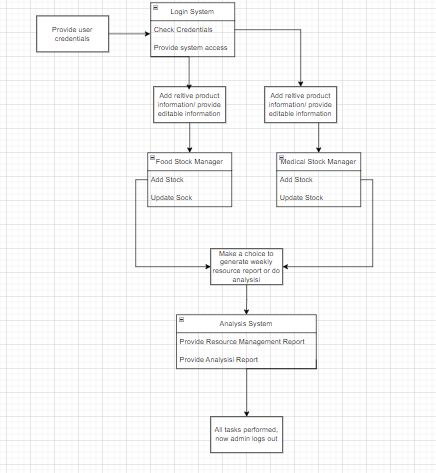 Login System
Provide user
credentials
Check Credentials
Provide system access
Add reltive product
information/ provide
editable information
Add reltive product
information/ provide
editable information
Food Stock Manager
Add Stock
Update Sock
Medical Stock Manager
Add Stock
Update Stock
Make a choice to
generate weekly
resource report or do
analysisi
Analysis System
Provide Resource Management Report
Provide Analysisi Report
All tasks performed,
now admin logs out